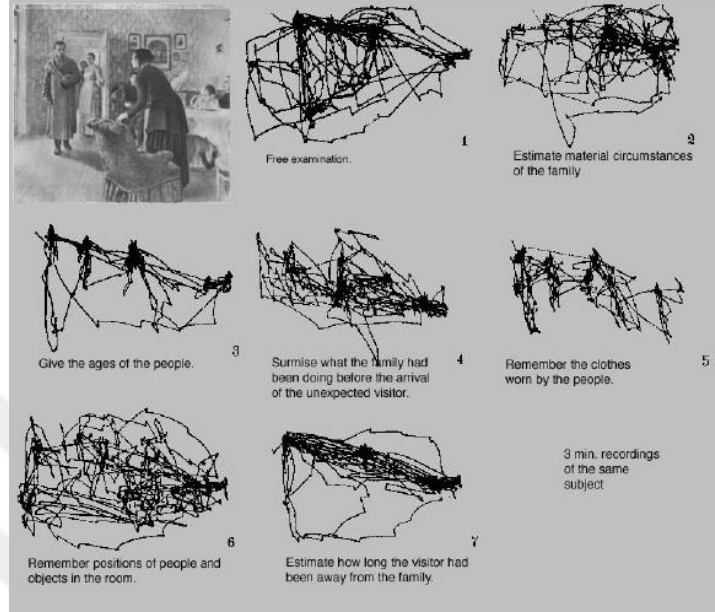 1
Free examination.
2
Estimate material circumstances
of the family
3
Give the ages of the people.
4
Surmise what the family had
been doing before the arrival
of the unexpected visitor.
5
Remember the clothes
worn by the people.
6
Remember positions of people and
objects in the room.
7
Estimate how long the visitor had
been away from the family.
3 min. recordings
of the same
subject